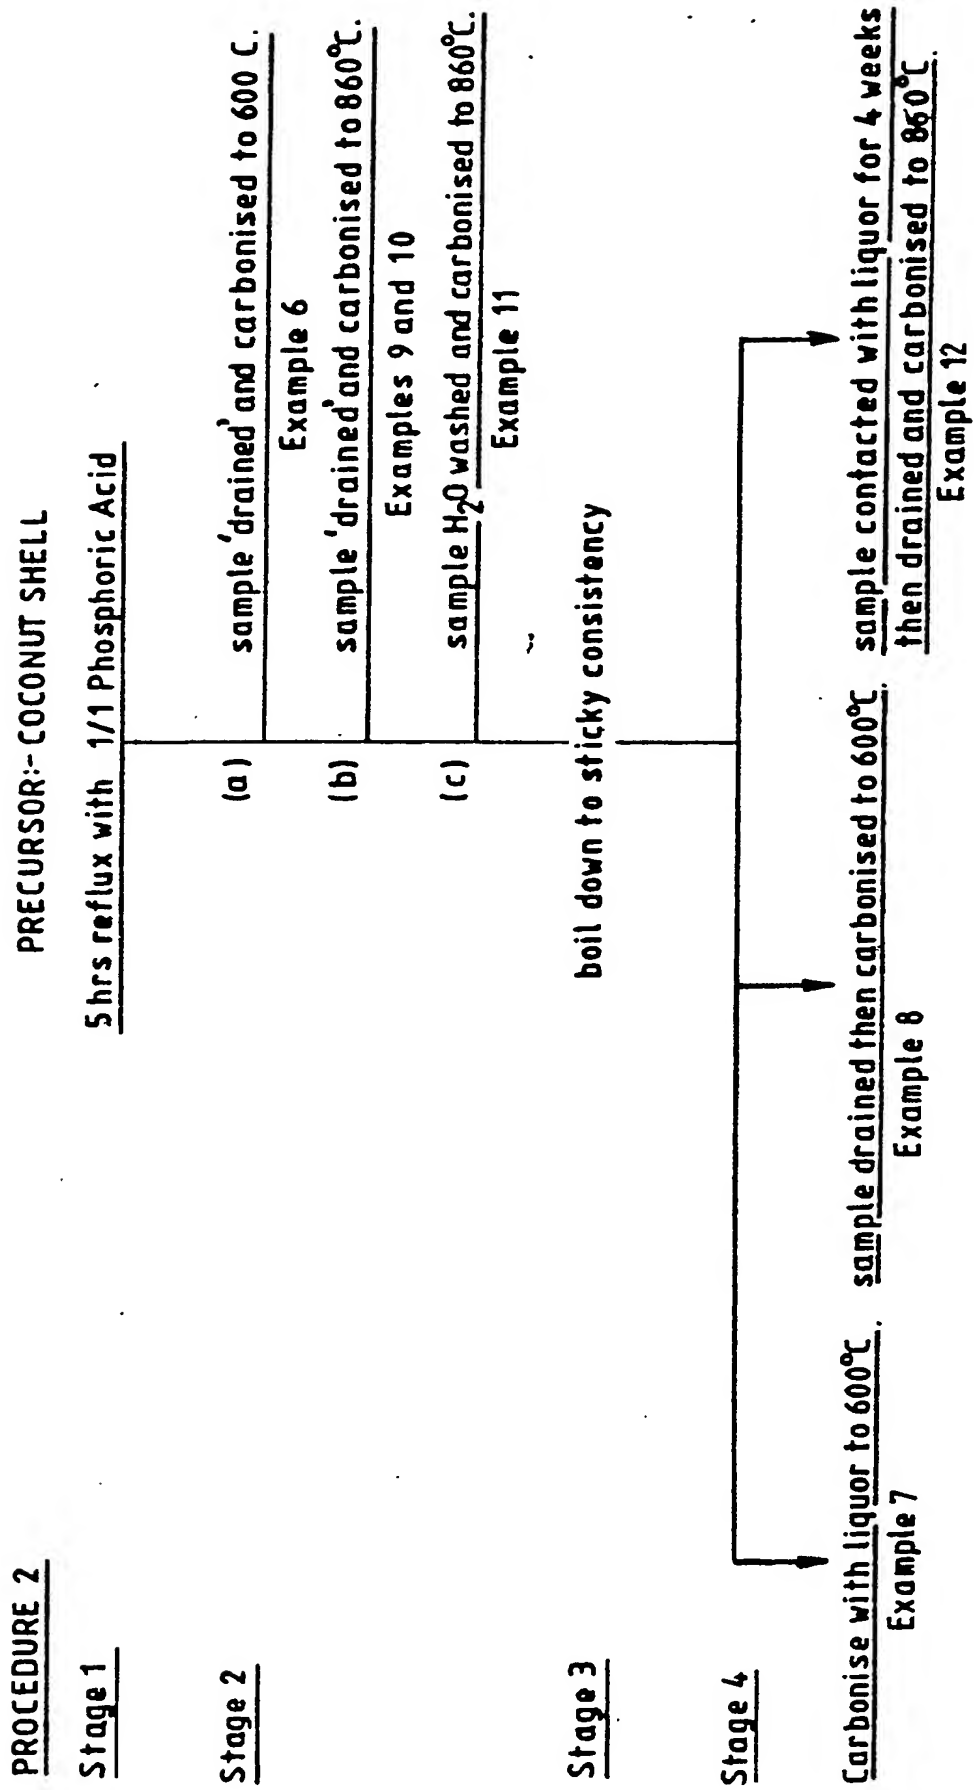 PROCEDURE 2
PRECURSOR:- COCONUT SHELL
Stage 1
5hrs reflux with 1/1 Phosphoric Acid
Stage 2
(a)
sample 'drained' and carbonised to 600 C.
Example 6
(b)
sample 'drained' and carbonised to 860°C.
Examples 9 and 10
(c)
sample H2O washed and carbonised to 860°C.
Example 11
Stage 3
boil down to sticky consistency
Stage 4
Carbonise with liquor to 600°C.
Example 7
sample drained then carbonised to 600°C.
Example 8
sample contacted with liquor for 4 weeks
then drained and carbonised to 860°C.
Example 12